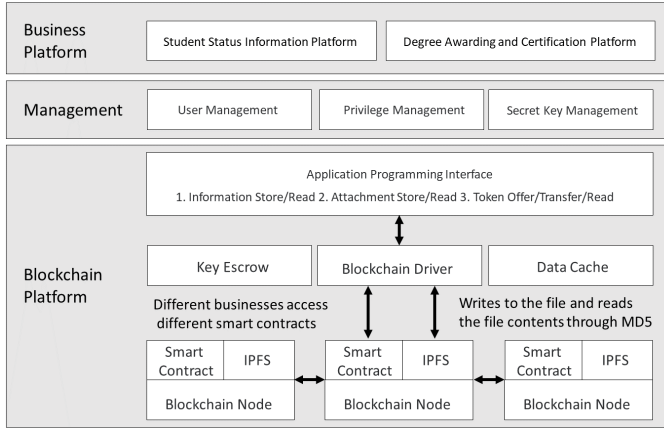 Business
Platform
Student Status Information Platform
Degree Awarding and Certification Platform
Management
User Management
Privilege Management
Secret Key Management
Blockchain
Platform
Application Programming Interface
1. Information Store/Read 2. Attachment Store/Read 3. Token Offer/Transfer/Read
Key Escrow
Blockchain Driver
Data Cache
Different businesses access
different smart contracts
Writes to the file and reads
the file contents through MD5
Smart
Contract
IPFS
Blockchain Node
Smart
Contract
IPFS
Blockchain Node
Smart
Contract
IPFS
Blockchain Node